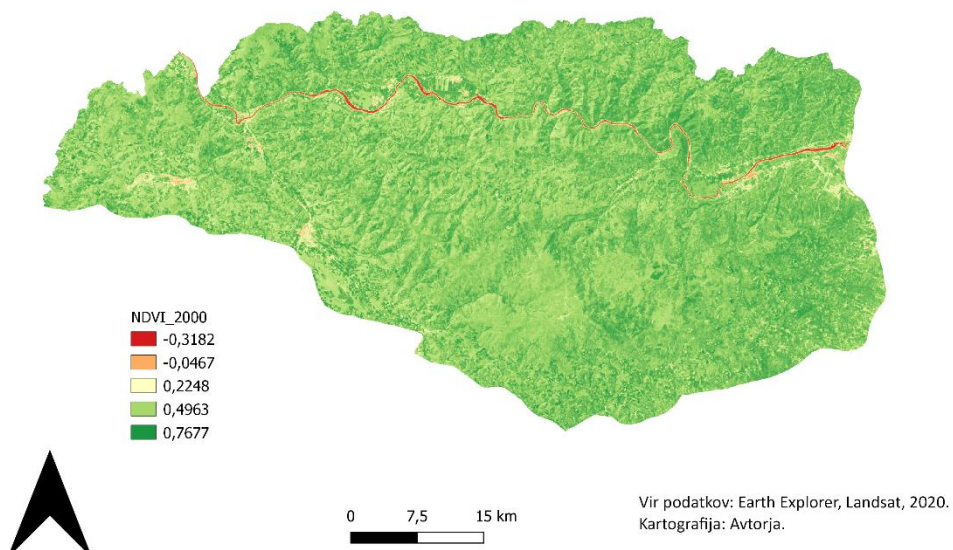 NDVI_2000
-0,3182
-0,0467
0,2248
0,4963
0,7677
0 7,5 15 km
Vir podatkov: Earth Explorer, Landsat, 2020.
Kartografija: Avtorja.